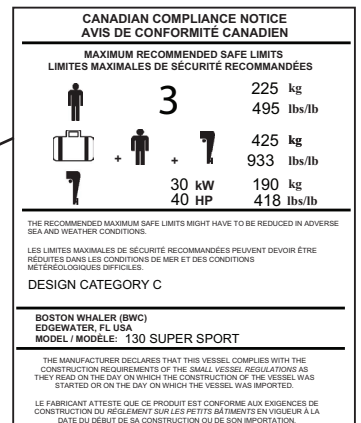 CANADIAN COMPLIANCE NOTICE
AVIS DE CONFORMITÉ CANADIEN
MAXIMUM RECOMMENDED SAFE LIMITS
LIMITES MAXIMALES DE SÉCURITÉ RECOMMANDÉES
3 225 kg
495 lbs/lb
+ + 425 kg
933 lbs/lb
30 kW 190 kg
40 HP 418 lbs/lb
THE RECOMMENDED MAXIMUM SAFE LIMITS MIGHT HAVE TO BE REDUCED IN ADVERSE
SEA AND WEATHER CONDITIONS.
LES LIMITES MAXIMALES DE SÉCURITÉ RECOMMANDÉES PEUVENT DEVOIR ÊTRE
RÉDUITES DANS LES CONDITIONS DE MER ET DES CONDITIONS
MÉTÉRÉOLOGIQUES DIFFICILES.
DESIGN CATEGORY C
BOSTON WHALER (BWC)
EDGEWATER, FL USA
MODEL / MODÈLE: 130 SUPER SPORT
THE MANUFACTURER DECLARES THAT THIS VESSEL COMPLIES WITH THE
CONSTRUCTION REQUIREMENTS OF THE SMALL VESSEL REGULATIONS AS
THEY READ ON THE DAY ON WHICH THE CONSTRUCTION OF THE VESSEL WAS
STARTED OR ON THE DAY ON WHICH THE VESSEL WAS IMPORTED.
LE FABRICANT ATTESTE QUE CE PRODUIT EST CONFORME AUX EXIGENCES DE
CONSTRUCTION DU RÈGLEMENT SUR LES PETITS BÂTIMENTS EN VIGUEUR À LA
DATE DU DÉBUT DE SA CONSTRUCTION OU DE SON IMPORTATION.